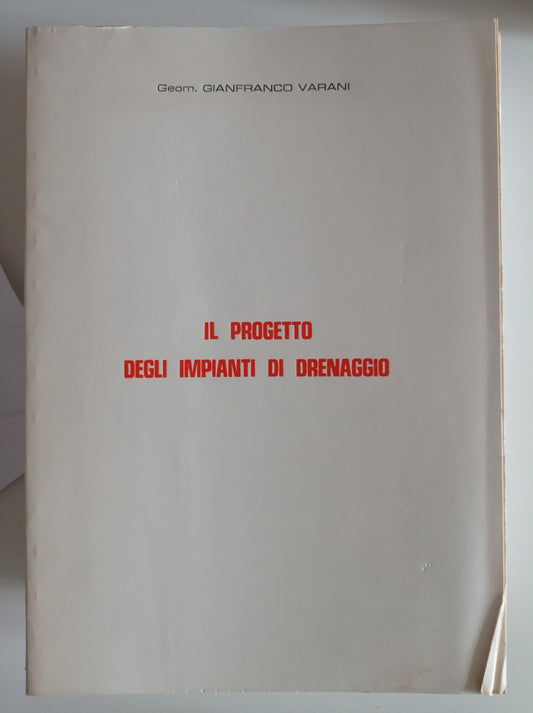 Geom. GIANFRANCO VARANI
IL PROGETTO
DEGLI IMPIANTI DI DRENAGGIO